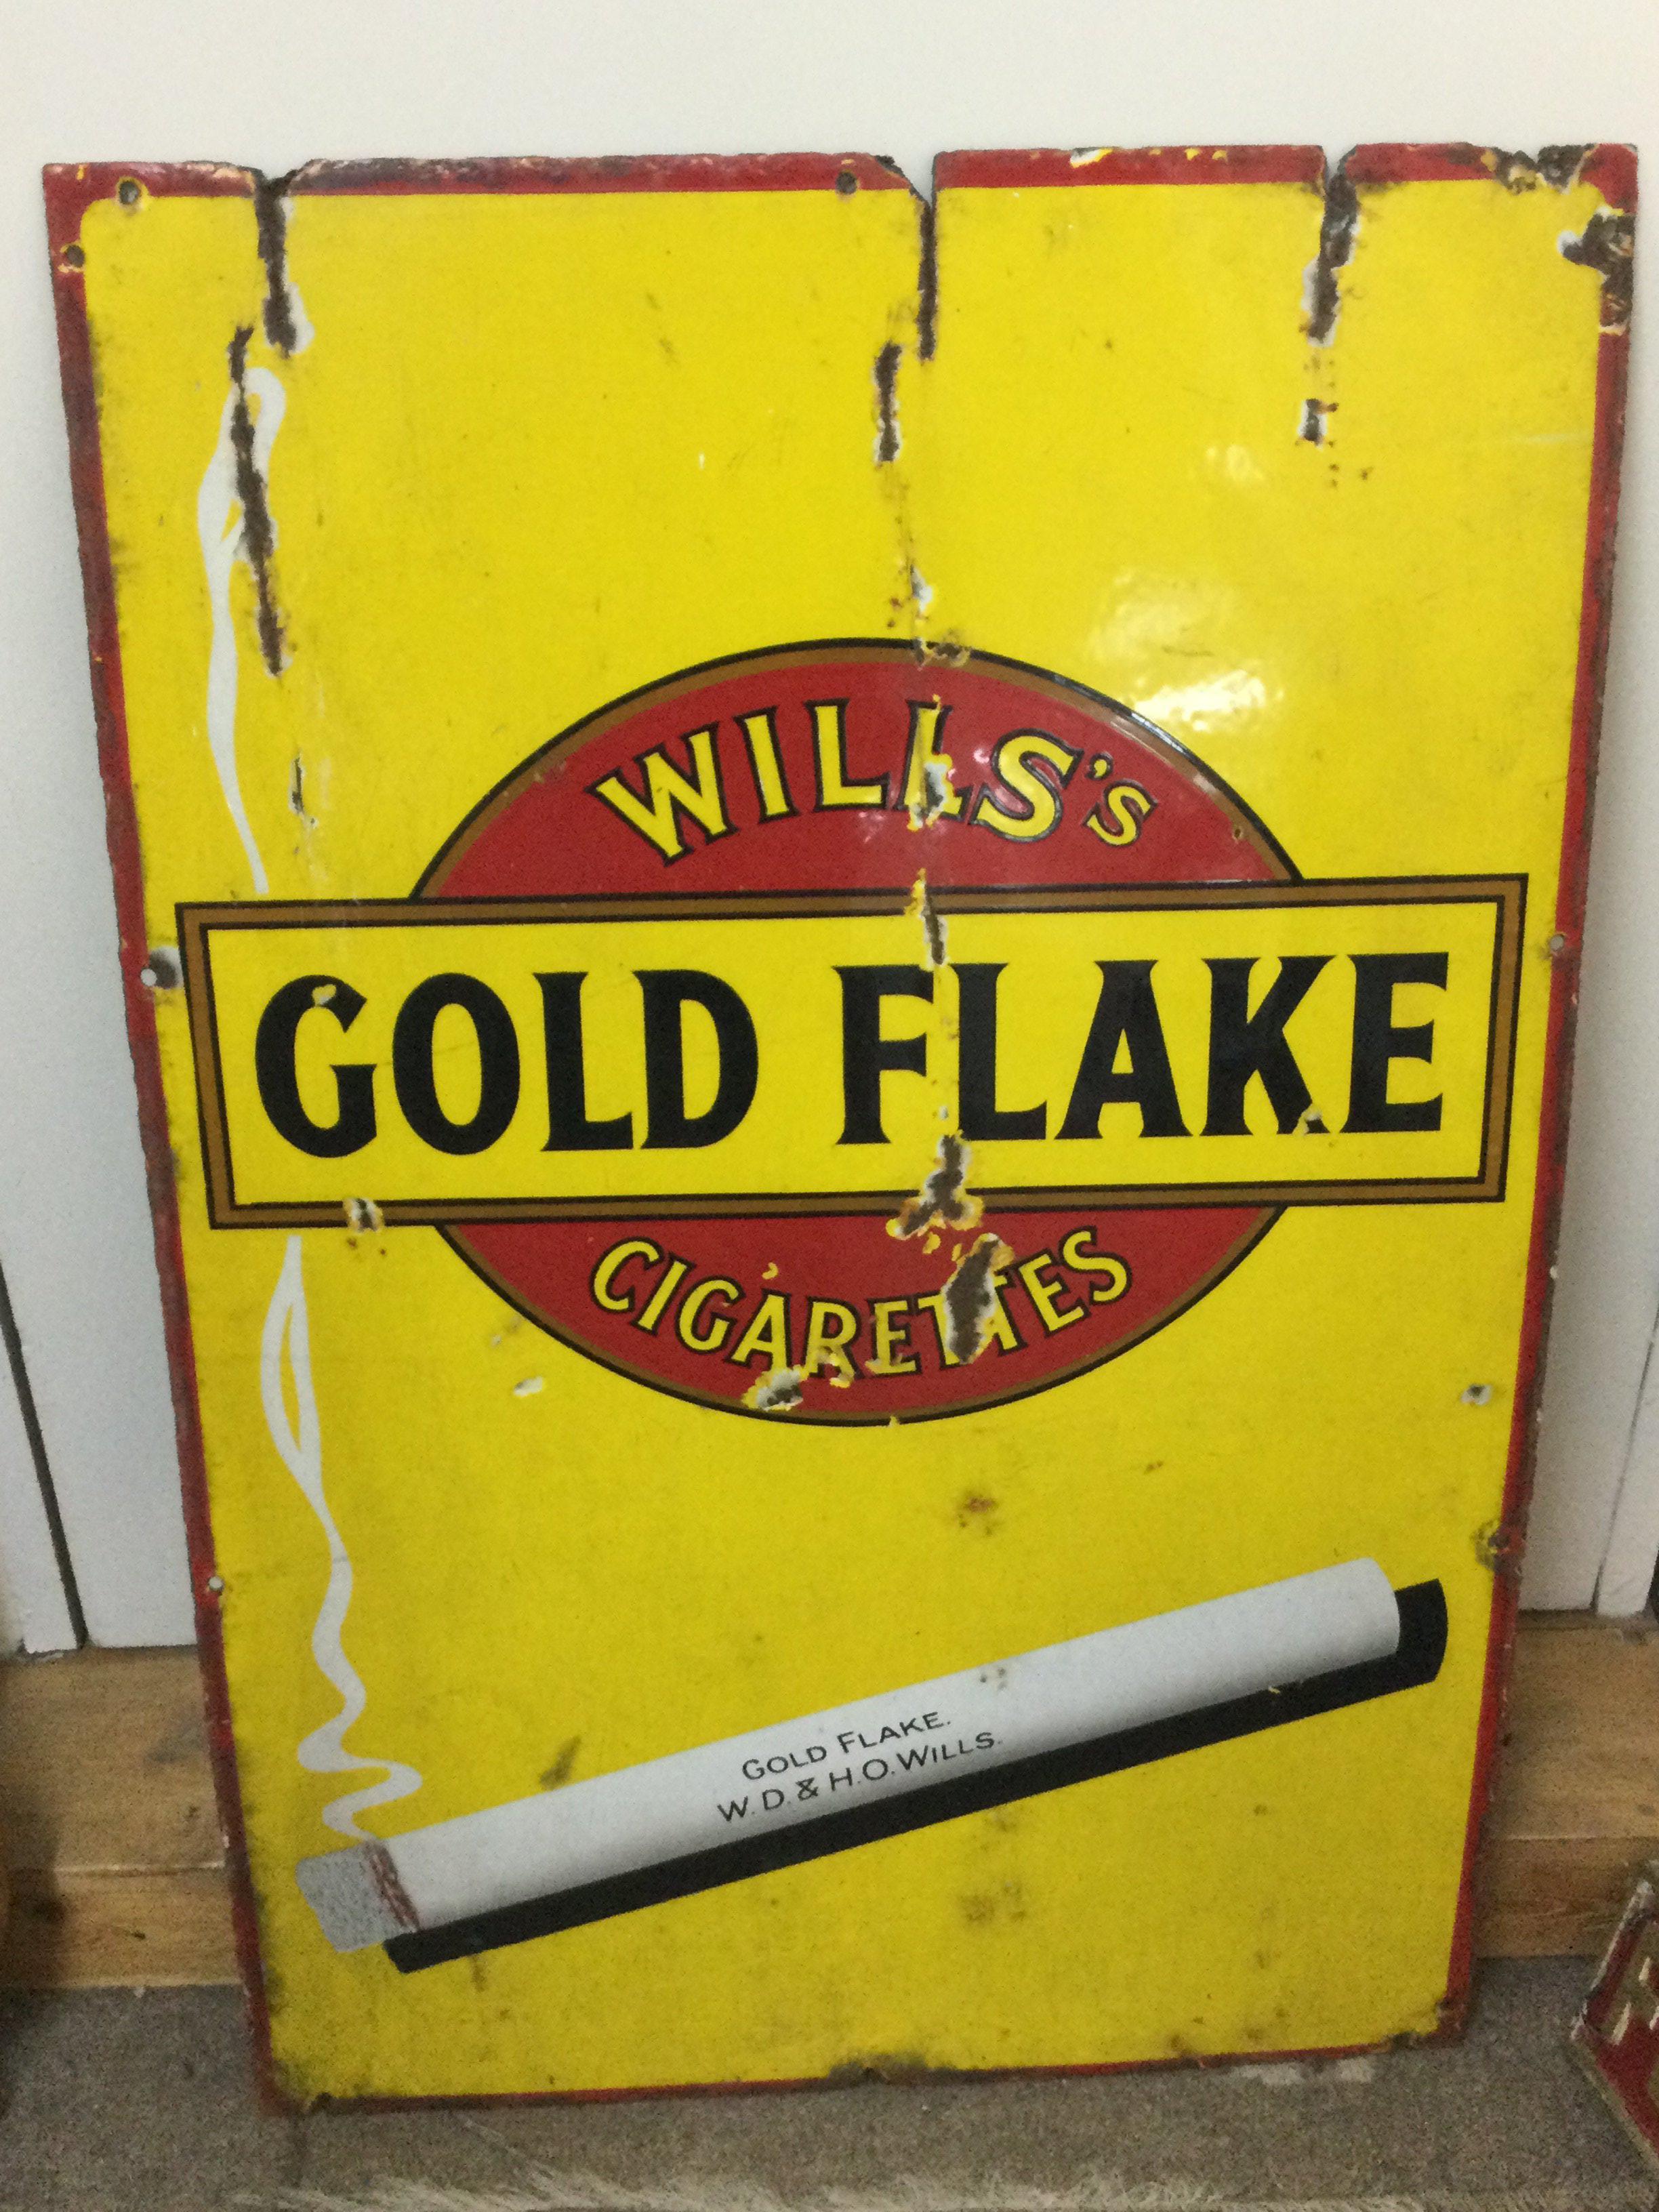 WILLS's
GOLD FLAKE
CIGARETTES
GOLD FLAKE.
W.D. & H.O. WILLS.